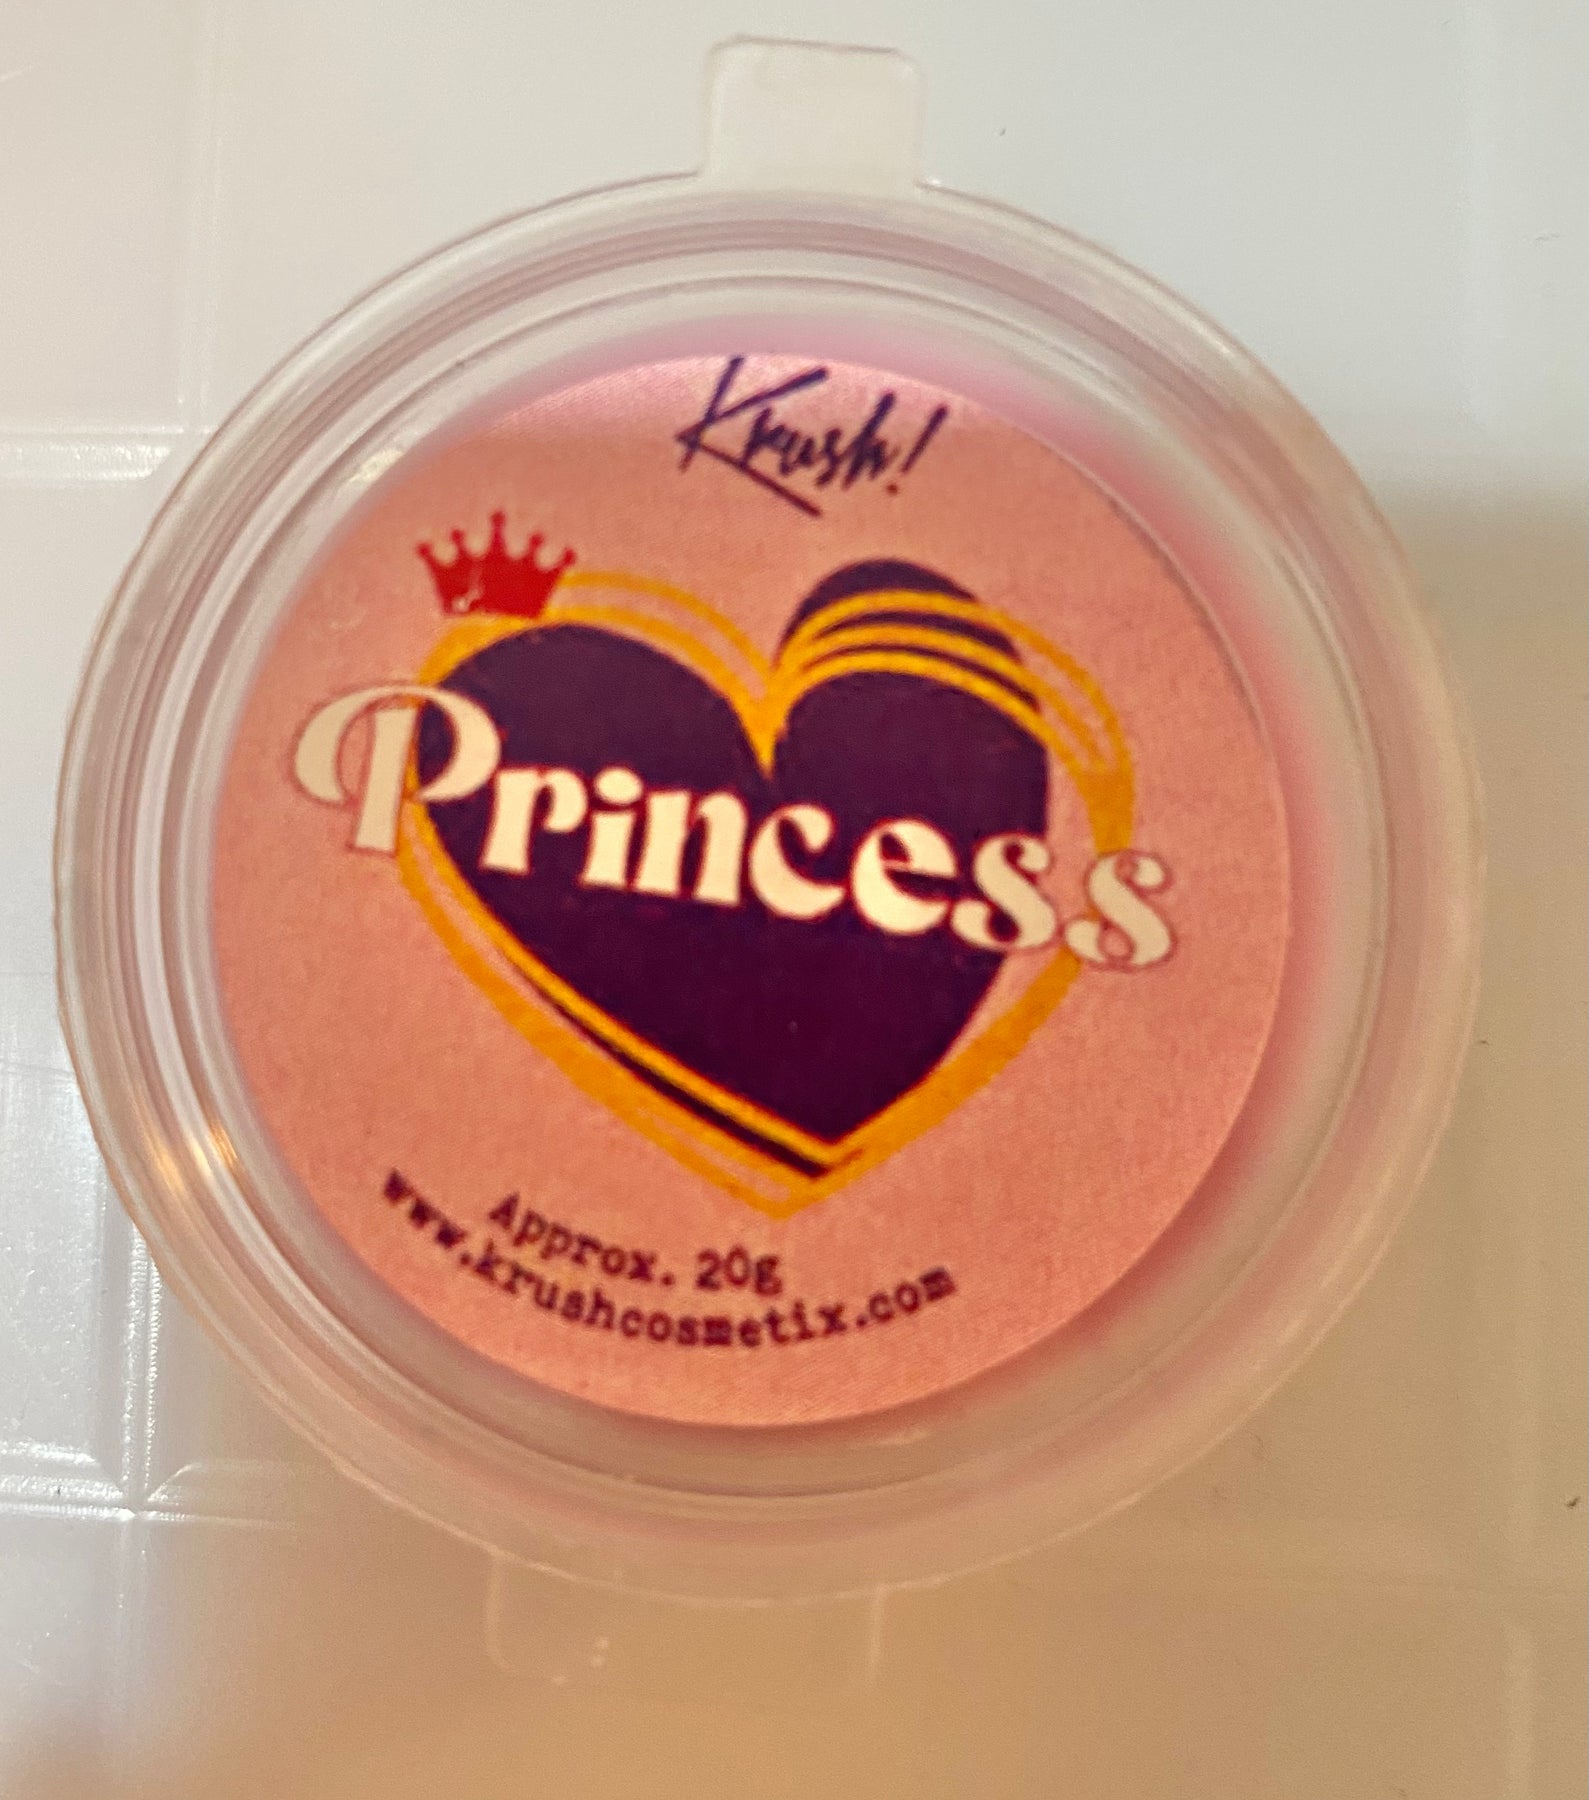 Krush!
Princess
Approx. 20g
www.krushcosmetix.com